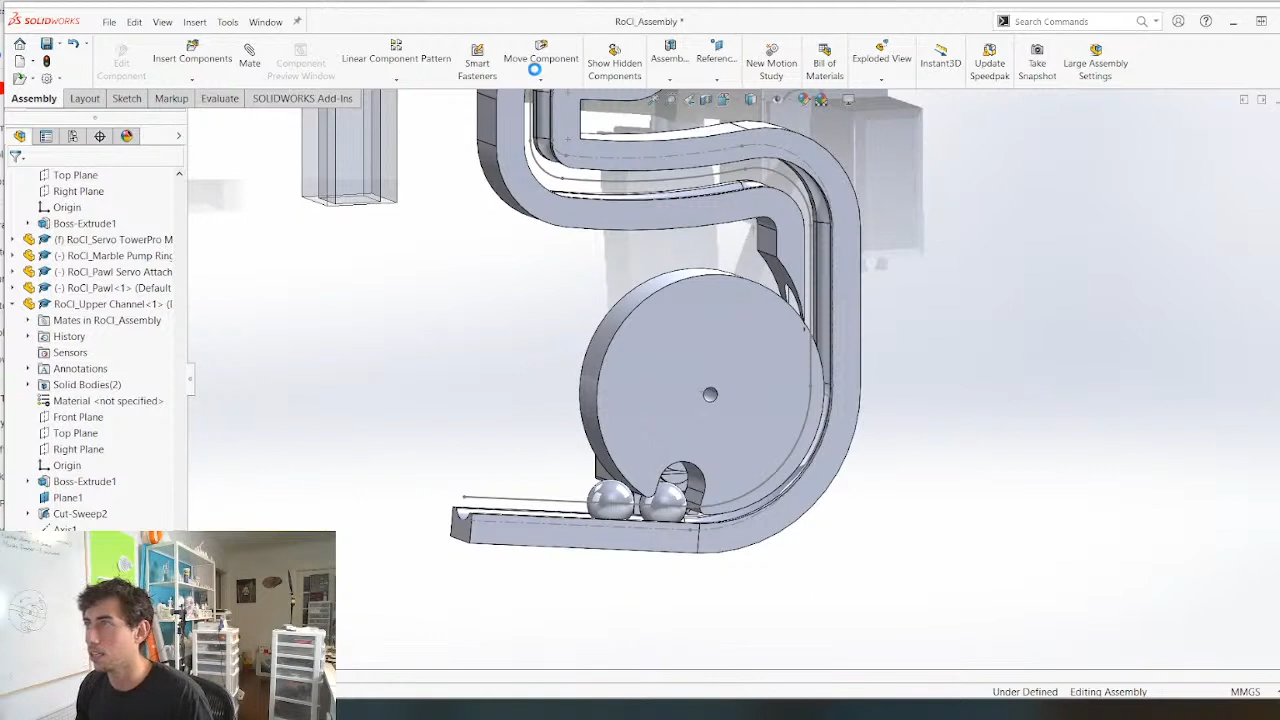 SOLIDWORKS File Edit View Insert Tools Window RoCI_Assembly * Search Commands
Edit Component
Insert Components
Mate
Component Preview Window
Linear Component Pattern
Smart Fasteners
Move Component
Show Hidden Components
Assemb...
Referenc...
New Motion Study
Bill of Materials
Exploded View
Instant3D
Update Speedpak
Take Snapshot
Large Assembly Settings
Assembly Layout Sketch Markup Evaluate SOLIDWORKS Add-Ins
Top Plane
Right Plane
Origin
Boss-Extrude1
(f) RoCI_Servo TowerPro M
(-) RoCI_Marble Pump Ring
(-) RoCI_Pawl Servo Attach
(-) RoCI_Pawl<1> (Default
RoCI_Upper Channel<1> (I
Mates in RoCI_Assembly
History
Sensors
Annotations
Solid Bodies(2)
Material <not specified>
Front Plane
Top Plane
Right Plane
Origin
Boss-Extrude1
Plane1
Cut-Sweep2
Axis1
Under Defined Editing Assembly MMGS